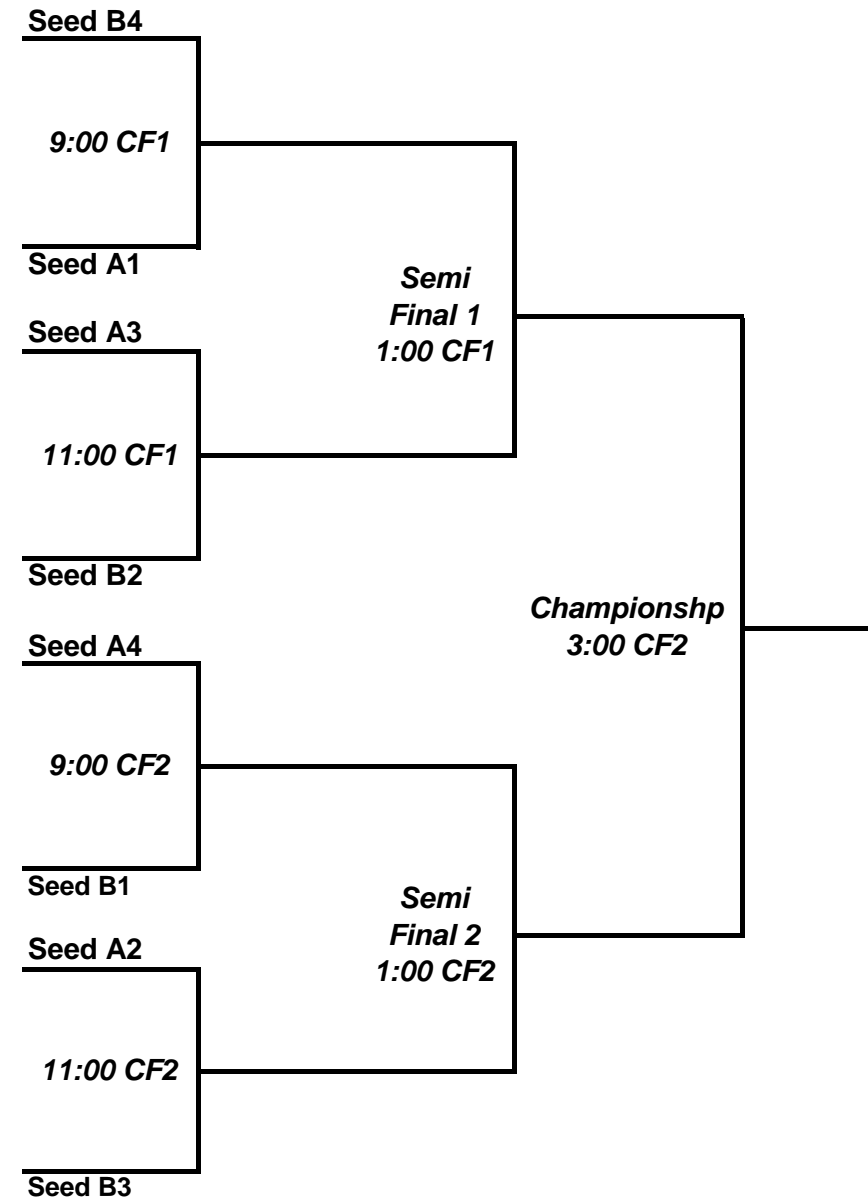 Seed B4
9:00 CF1
Seed A1
Semi
Final 1
1:00 CF1
Seed A3
11:00 CF1
Seed B2
Championshp
3:00 CF2
Seed A4
9:00 CF2
Seed B1
Semi
Final 2
1:00 CF2
Seed A2
11:00 CF2
Seed B3